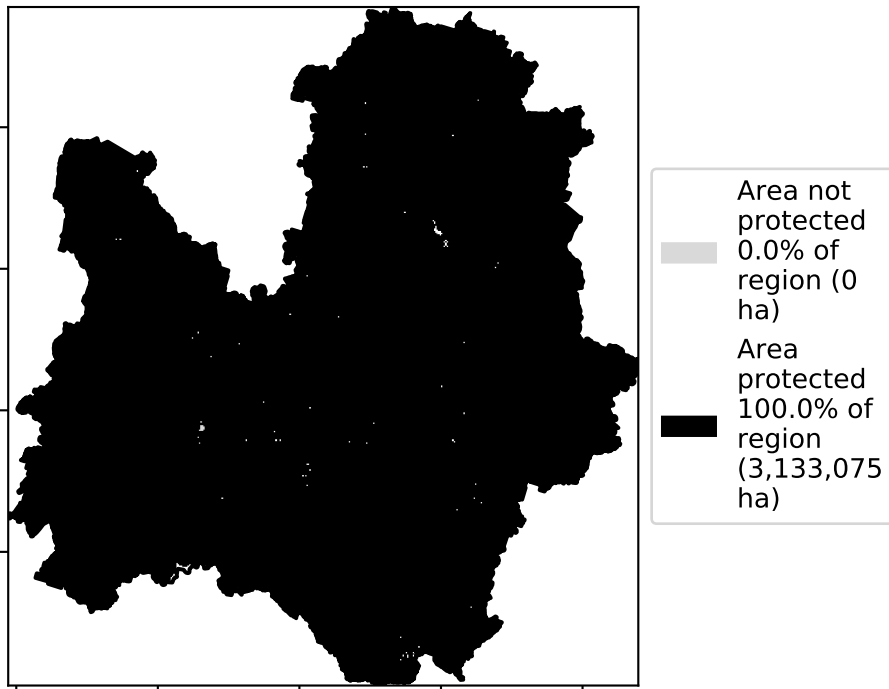 Area not
protected
0.0% of
region (0
ha)
Area
protected
100.0% of
region
(3,133,075
ha)